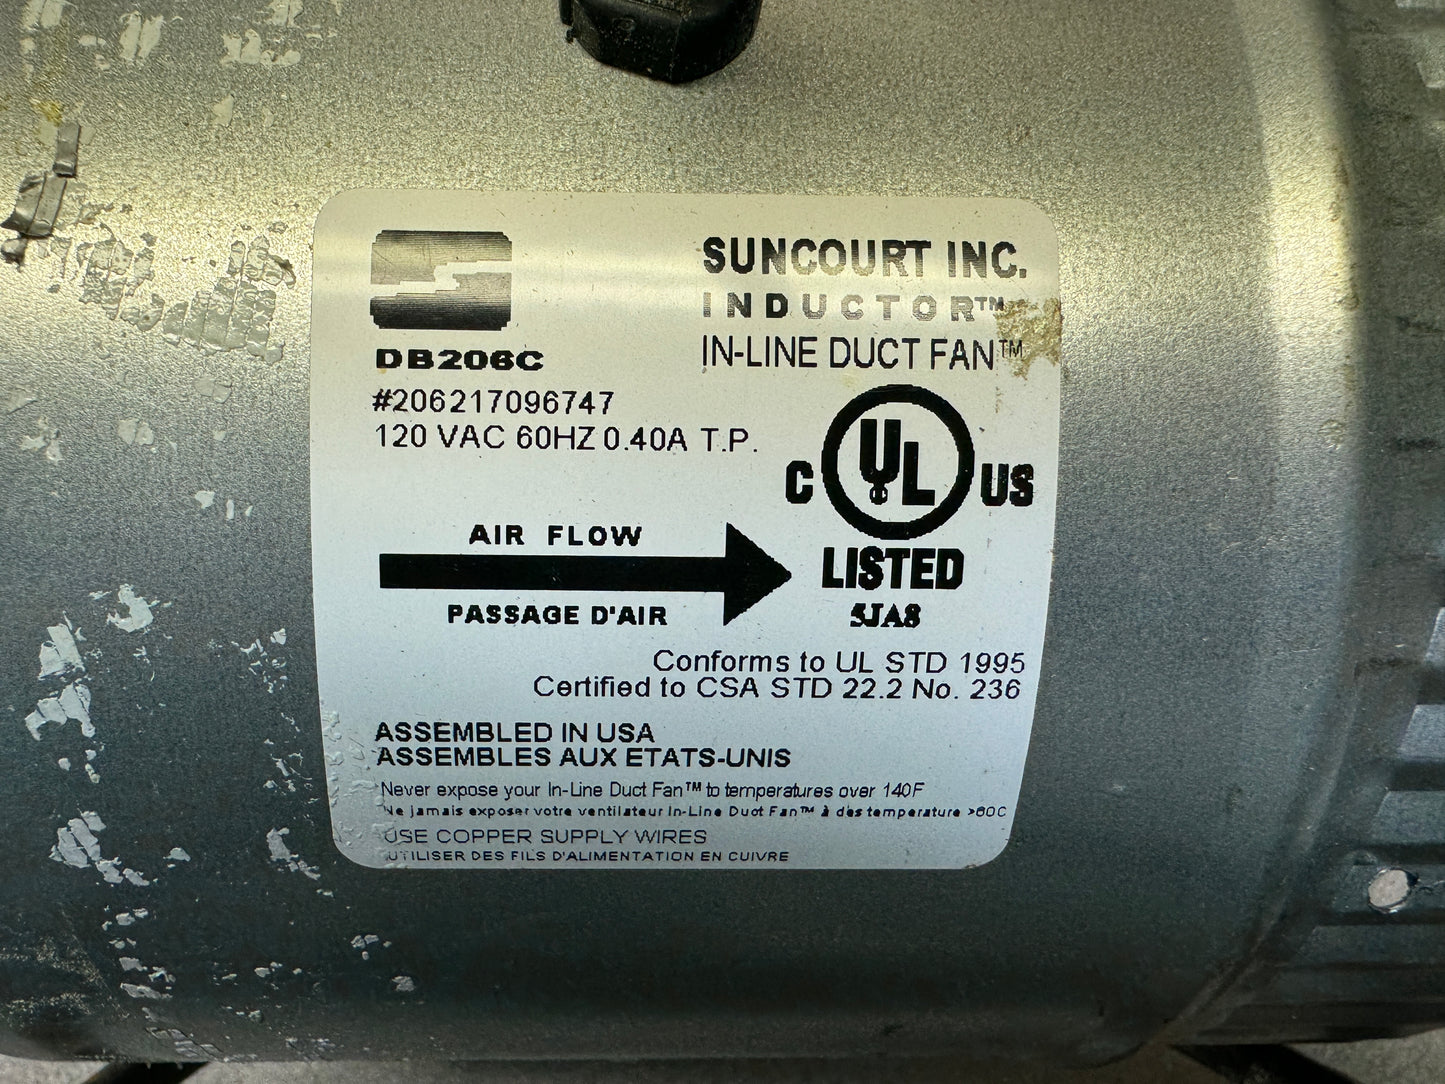 SUNCOURT INC.
INDUCTOR™
IN-LINE DUCT FAN™
DB206C
#206217096747
120 VAC 60HZ 0.40A T.P.
C UL US
LISTED
5JA8
AIR FLOW
PASSAGE D'AIR
Conforms to UL STD 1995
Certified to CSA STD 22.2 No. 236
ASSEMBLED IN USA
ASSEMBLES AUX ETATS-UNIS
Never expose your In-Line Duct Fan™ to temperatures over 140F
Ne jamais exposer votre ventilateur In-Line Duct Fan™ à des temperature >60C
USE COPPER SUPPLY WIRES
UTILISER DES FILS D'ALIMENTATION EN CUIVRE